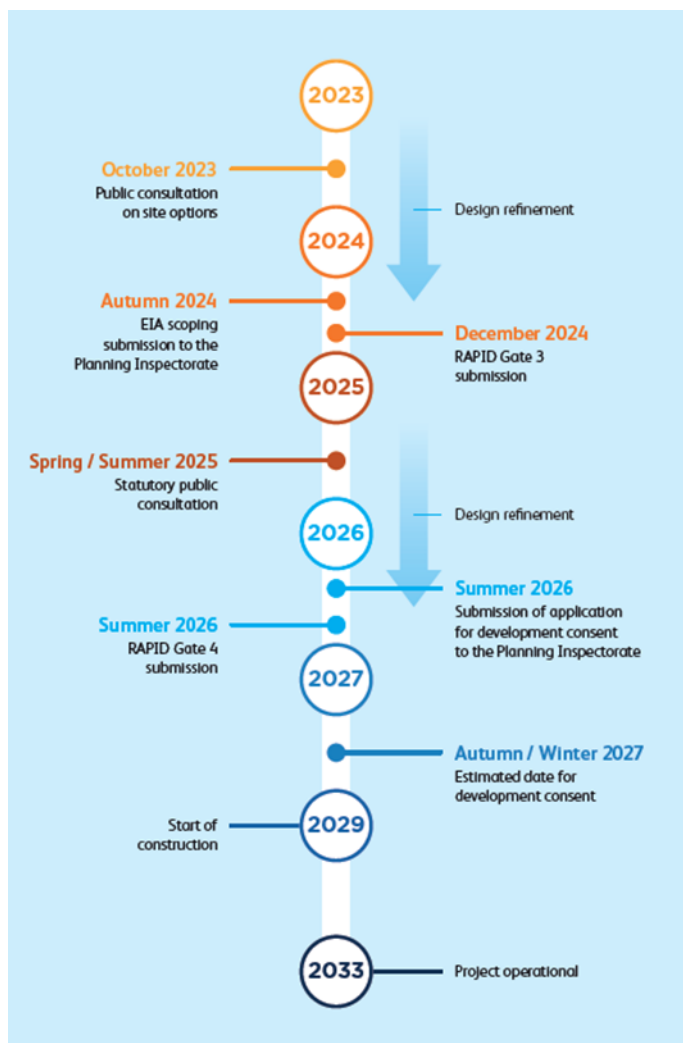 2023
October 2023
Public consultation
on site options
Design refinement
2024
Autumn 2024
EIA scoping
submission to the
Planning Inspectorate
December 2024
RAPID Gate 3
submission
2025
Spring / Summer 2025
Statutory public
consultation
Design refinement
2026
Summer 2026
Submission of application
for development consent
to the Planning Inspectorate
Summer 2026
RAPID Gate 4
submission
2027
Autumn / Winter 2027
Estimated date for
development consent
Start of
construction
2029
2033
Project operational